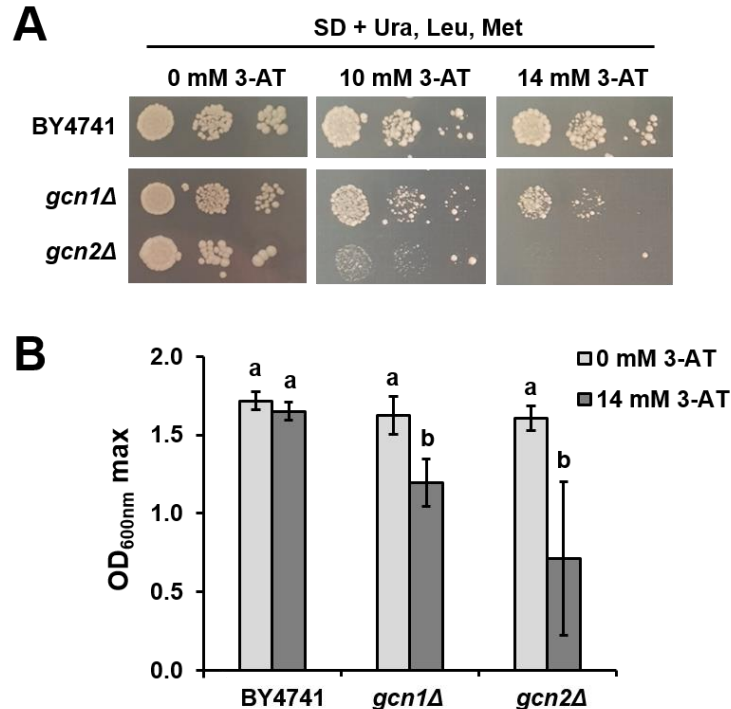 A
SD + Ura, Leu, Met
0 mM 3-AT 10 mM 3-AT 14 mM 3-AT
BY4741
gcn1Δ
gcn2Δ
B
2.0
1.5
1.0
0.5
0.0
OD600nm max
a a a b a b
0 mM 3-AT
14 mM 3-AT
BY4741 gcn1Δ gcn2Δ